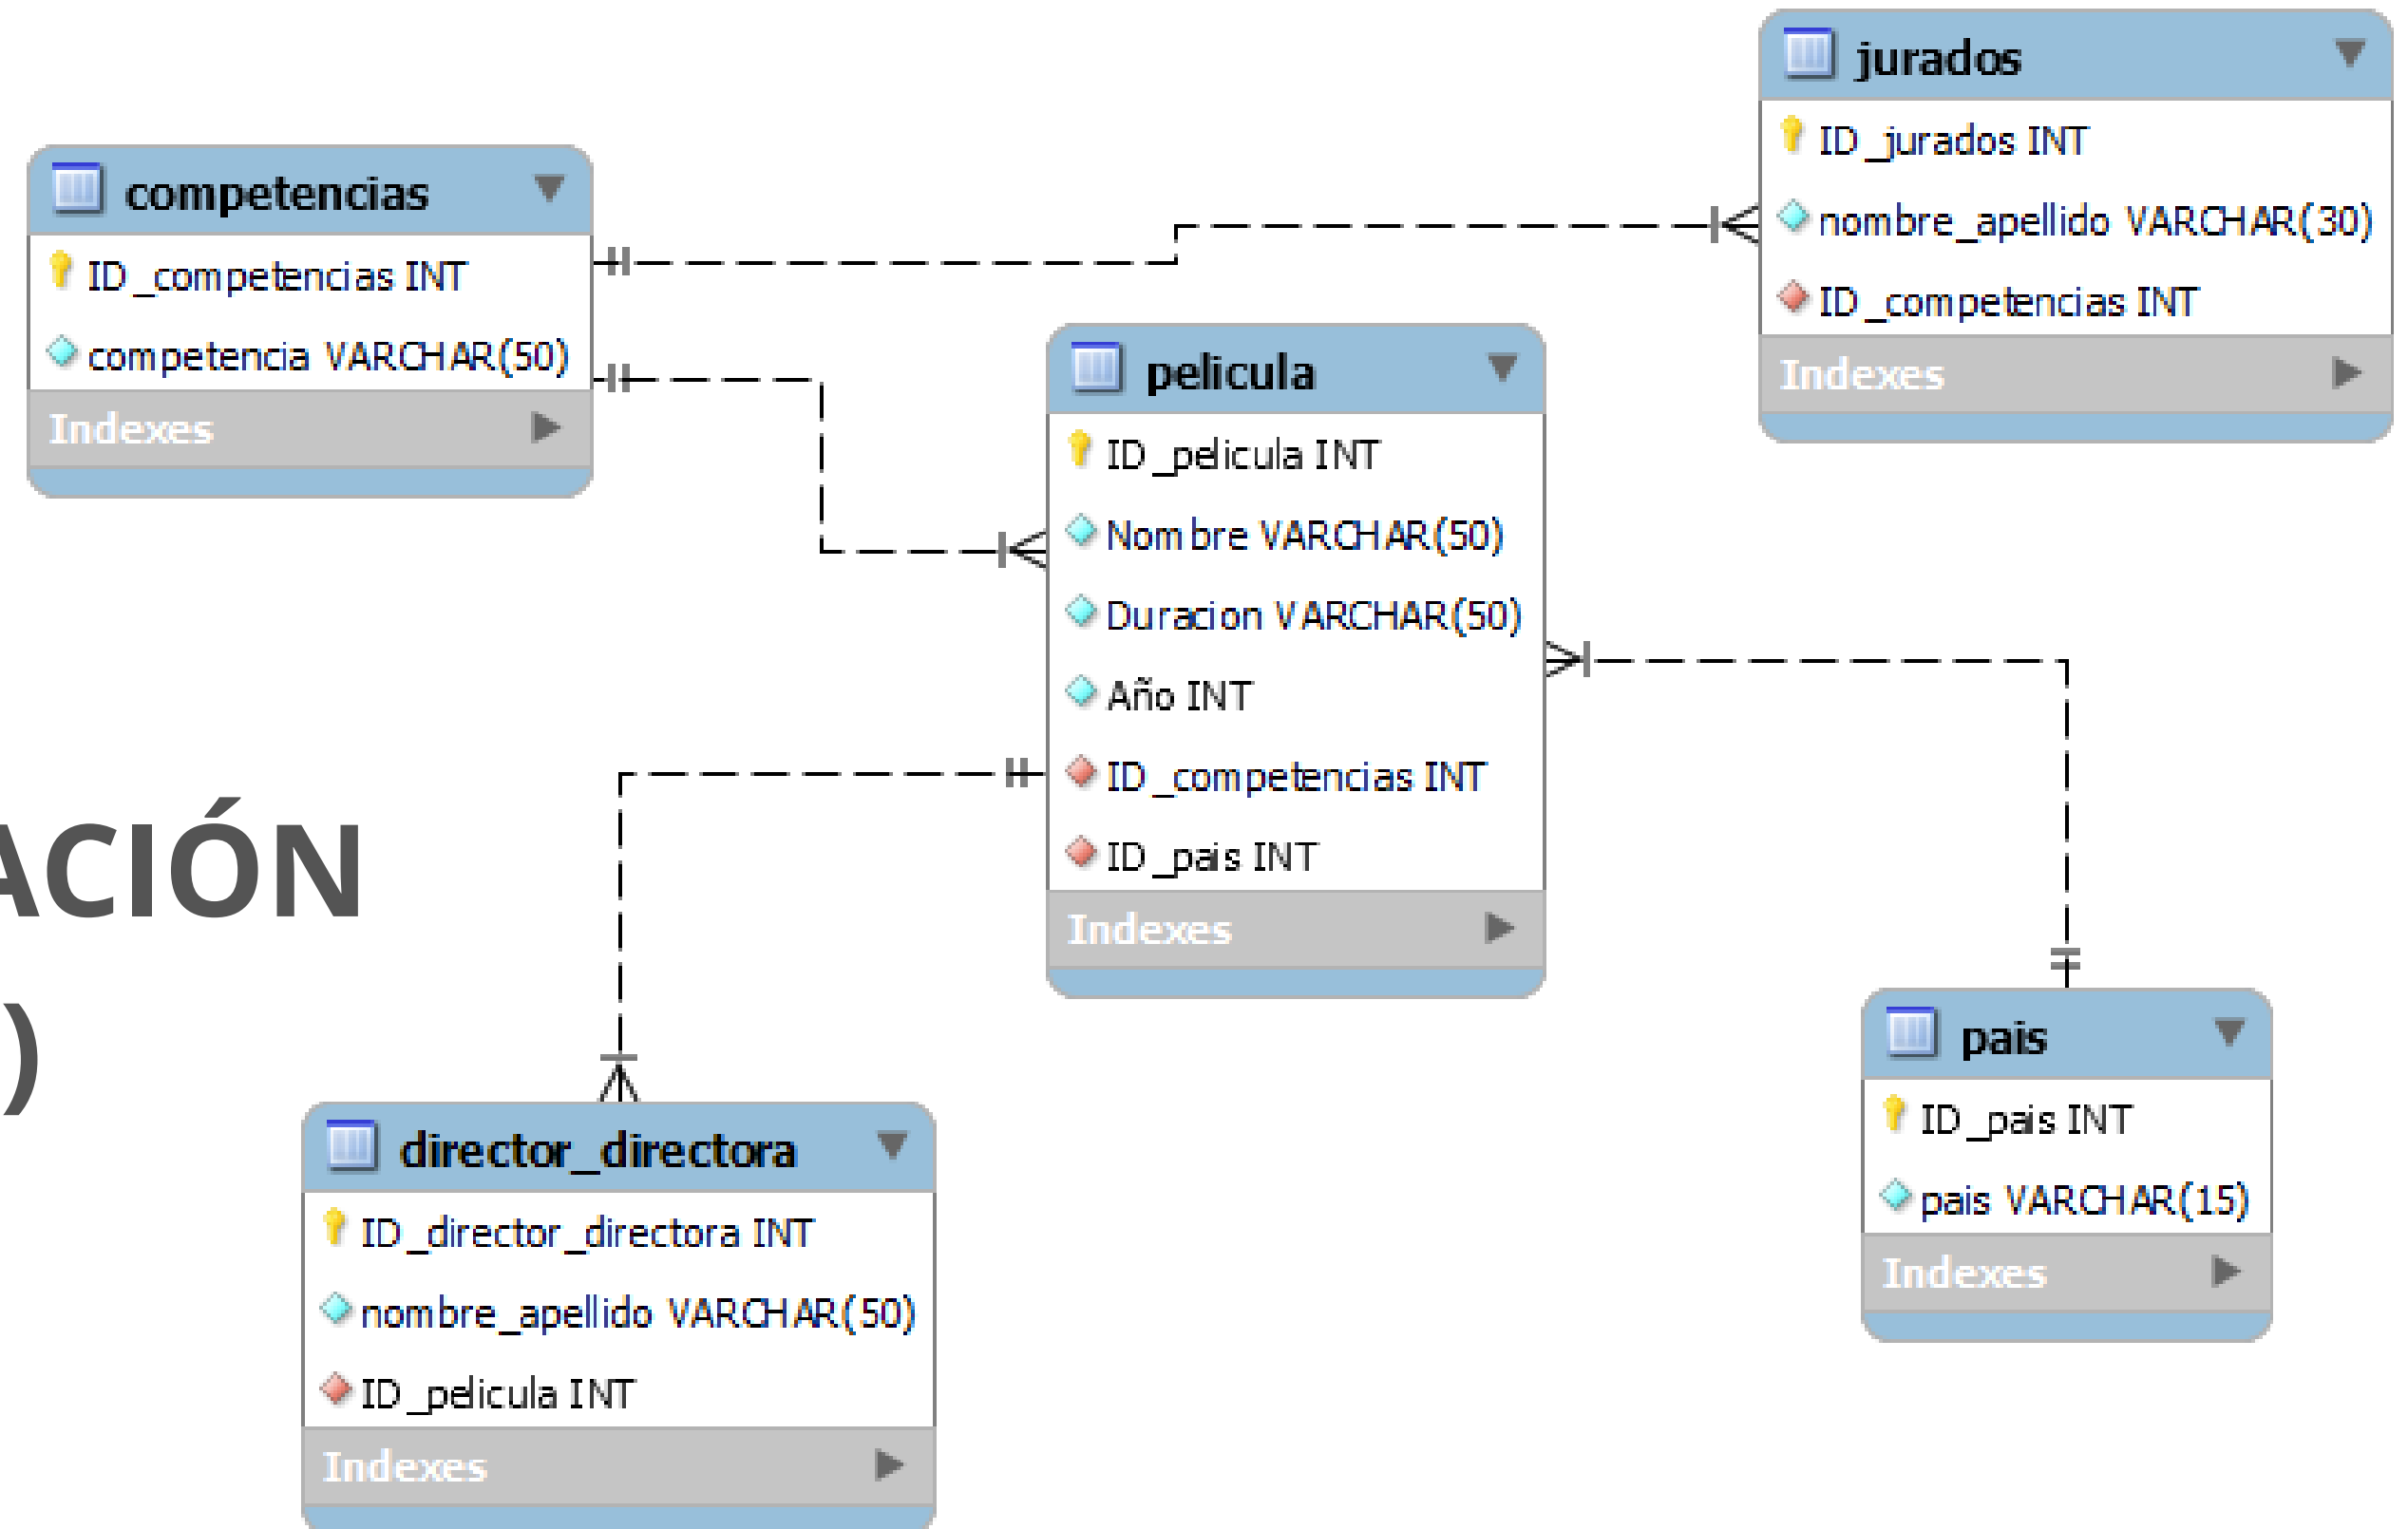 competencias
ID_competencias INT
competencia VARCHAR(50)
Indexes
jurados
ID_jurados INT
nombre_apellido VARCHAR(30)
ID_competencias INT
Indexes
pelicula
ID_pelicula INT
Nombre VARCHAR(50)
Duracion VARCHAR(50)
Año INT
ID_competencias INT
ID_pais INT
Indexes
ACIÓN
)
director_directora
ID_director_directora INT
nombre_apellido VARCHAR(50)
ID_pelicula INT
Indexes
pais
ID_pais INT
pais VARCHAR(15)
Indexes